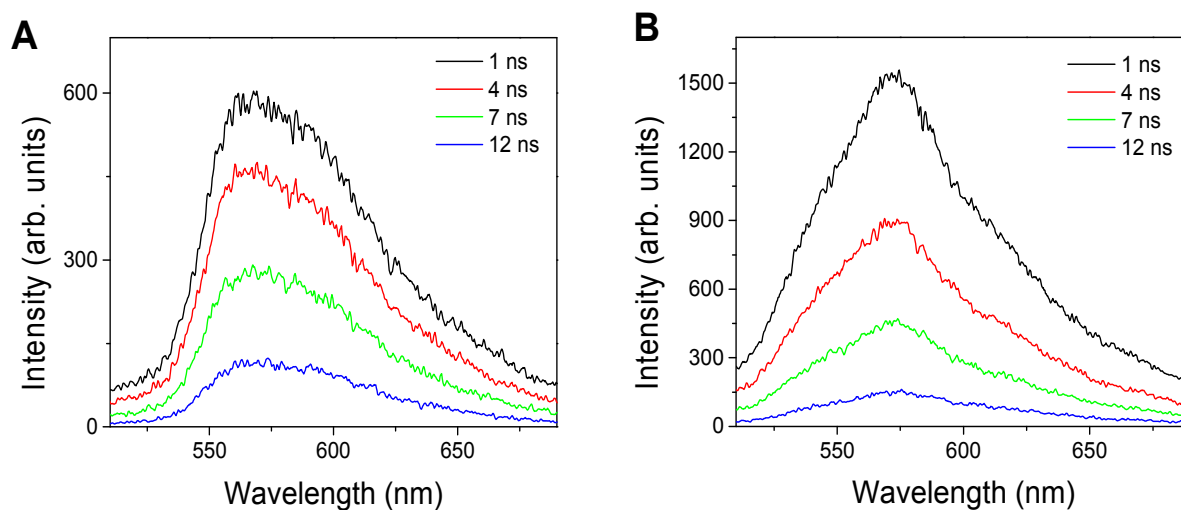 A
1 ns
4 ns
7 ns
12 ns
600
300
0
550 600 650
Intensity (arb. units)
Wavelength (nm)
B
1 ns
4 ns
7 ns
12 ns
1500
1200
900
600
300
0
550 600 650
Intensity (arb. units)
Wavelength (nm)